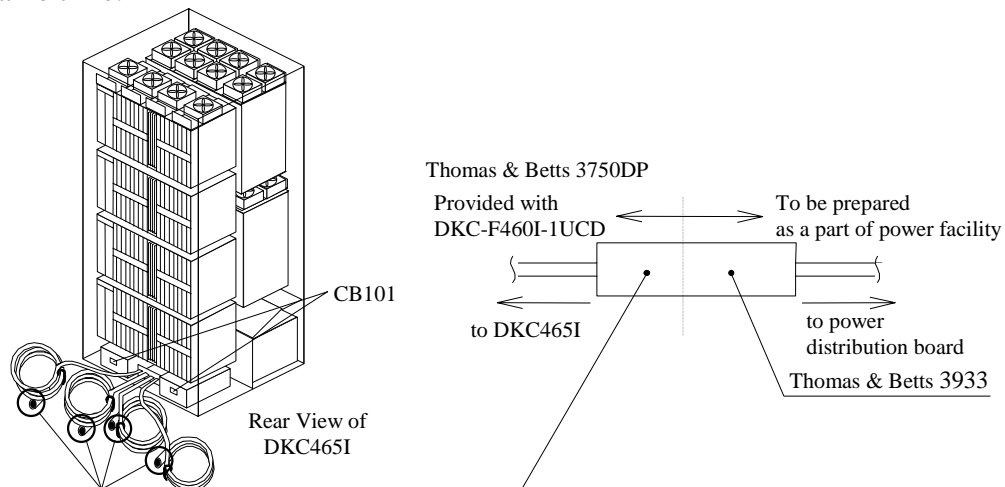 CB101
Rear View of
DKC465I
Thomas & Betts 3750DP
Provided with
DKC-F460I-1UCD
To be prepared
as a part of power facility
to DKC465I
to power
distribution board
Thomas & Betts 3933